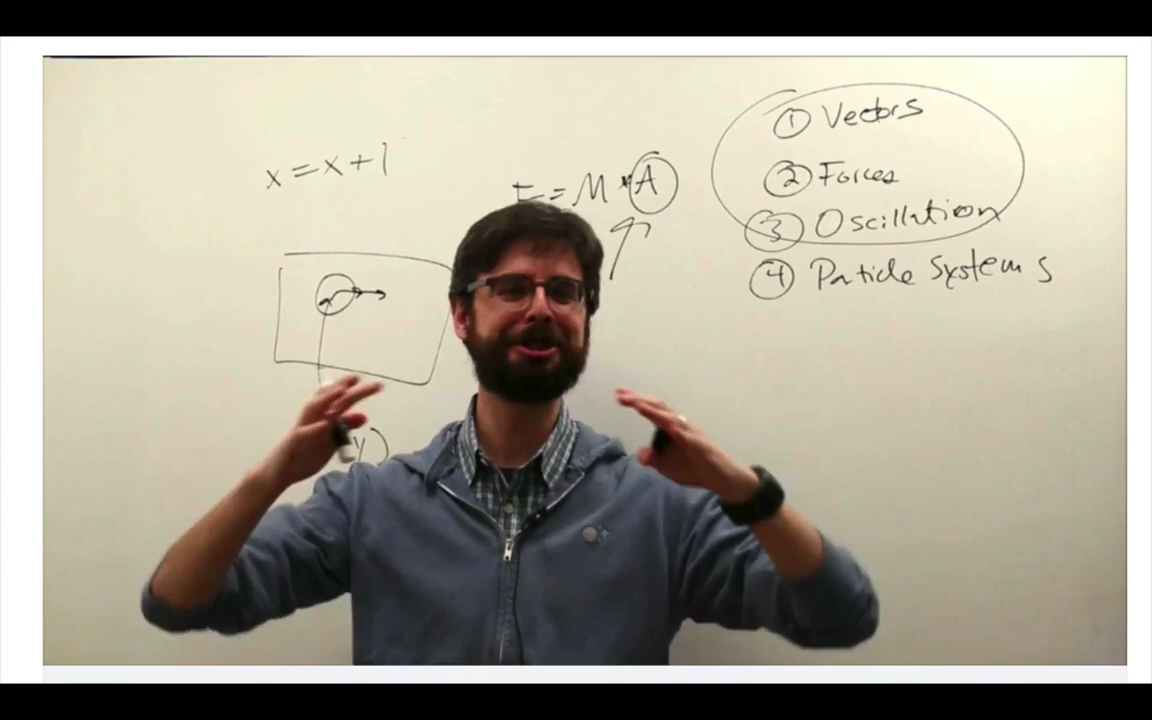 x = x + 1
F = M * A
① Vectors
② Forces
③ Oscillation
④ Particle Systems
y)